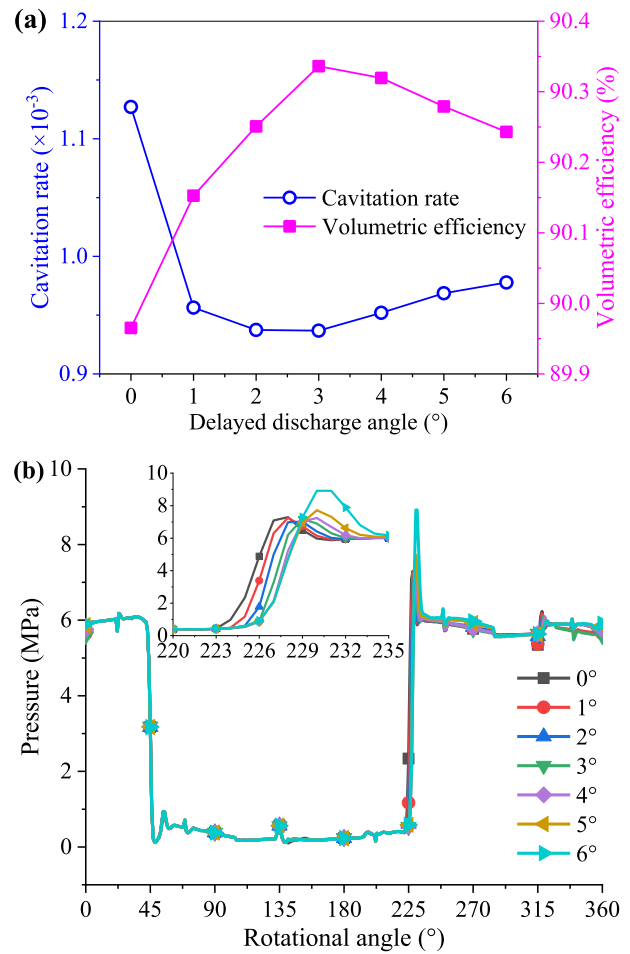 (a)
Cavitation rate (×10⁻³)
1.2
1.1
1.0
0.9
90.4
90.3
90.2
90.1
90.0
89.9
Volumetric efficiency (%)
Cavitation rate
Volumetric efficiency
0 1 2 3 4 5 6
Delayed discharge angle (°)
(b)
Pressure (MPa)
10
8
6
4
2
0
10
8
6
4
2
0
220 223 226 229 232 235
0°
1°
2°
3°
4°
5°
6°
0 45 90 135 180 225 270 315 360
Rotational angle (°)